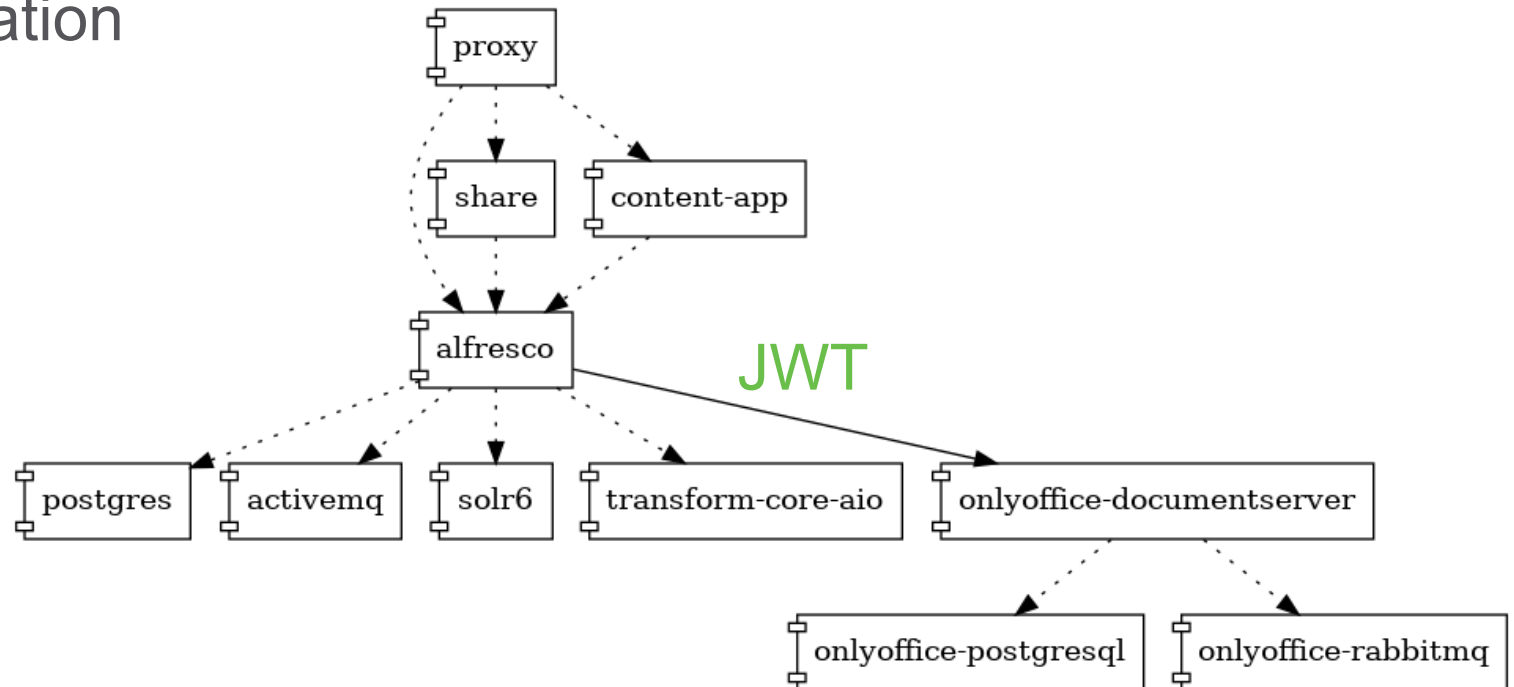 ation
proxy
share
content-app
alfresco
JWT
postgres
activemq
solr6
transform-core-aio
onlyoffice-documentserver
onlyoffice-postgresql
onlyoffice-rabbitmq